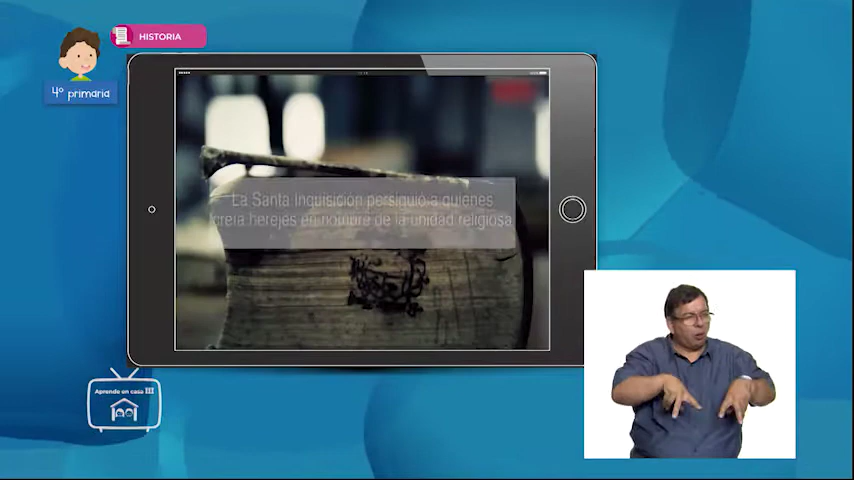 HISTORIA
4° primaria
La Santa Inquisición persiguió a quienes
creía herejes en nombre de la unidad religiosa
Aprende en casa III